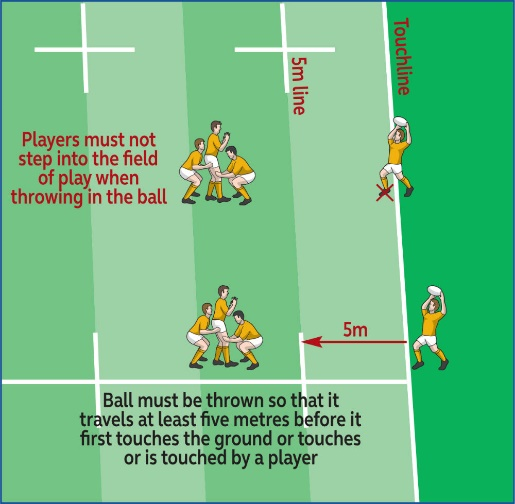 Touchline
5m line
Players must not
step into the field
of play when
throwing in the ball
5m
Ball must be thrown so that it
travels at least five metres before it
first touches the ground or touches
or is touched by a player